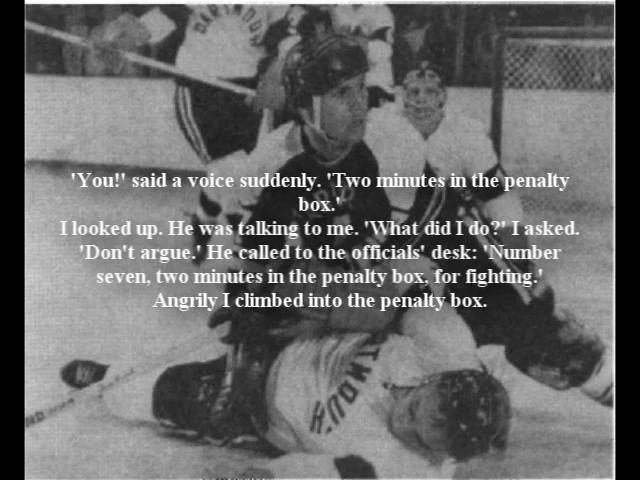 DARTMOUTH
'You!' said a voice suddenly. 'Two minutes in the penalty
box.'
I looked up. He was talking to me. 'What did I do?' I asked.
'Don't argue.' He called to the officials' desk: 'Number
seven, two minutes in the penalty box, for fighting.'
Angrily I climbed into the penalty box.
TMOUTH